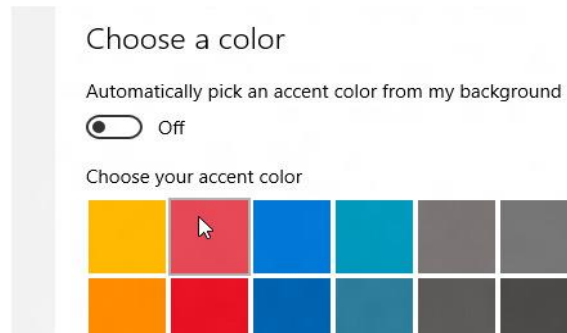 Choose a color
Automatically pick an accent color from my background
Off
Choose your accent color